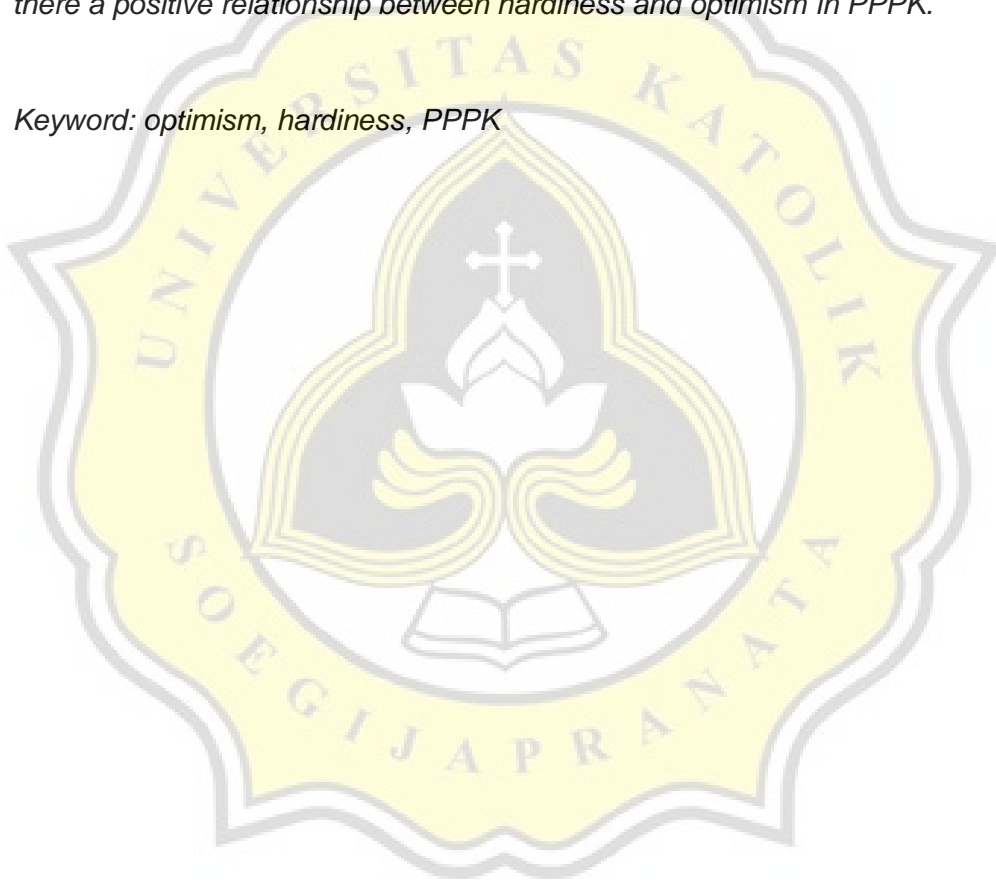 there a positive relationship between hardiness and optimism in PPPK.
Keyword: optimism, hardiness, PPPK
UNIVERSITAS KATOLIK
SOEGIJAPRANATA